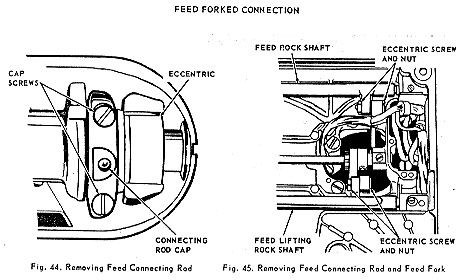 FEED FORKED CONNECTION
CAP
SCREWS
ECCENTRIC
CONNECTING
ROD CAP
Fig. 44. Removing Feed Connecting Rod
FEED ROCK SHAFT
ECCENTRIC SCREW
AND NUT
FEED LIFTING
ROCK SHAFT
ECCENTRIC SCREW
AND NUT
Fig. 45. Removing Feed Connecting Rod and Feed Fork